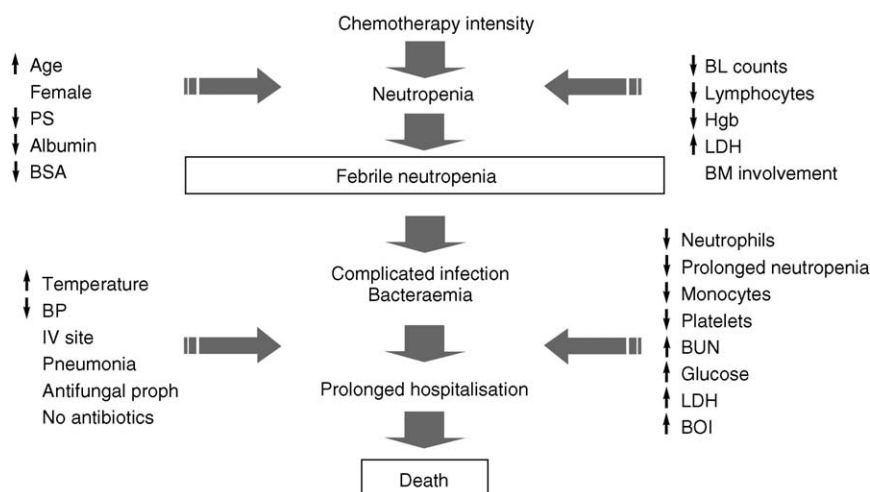 Chemotherapy intensity
↑ Age
Female
↓ PS
↓ Albumin
↓ BSA
Neutropenia
↓ BL counts
↓ Lymphocytes
↓ Hgb
↑ LDH
BM involvement
Febrile neutropenia
Complicated infection
Bacteraemia
↑ Temperature
↓ BP
IV site
Pneumonia
Antifungal proph
No antibiotics
↓ Neutrophils
↓ Prolonged neutropenia
↓ Monocytes
↓ Platelets
↑ BUN
↑ Glucose
↑ LDH
↑ BOI
Prolonged hospitalisation
Death